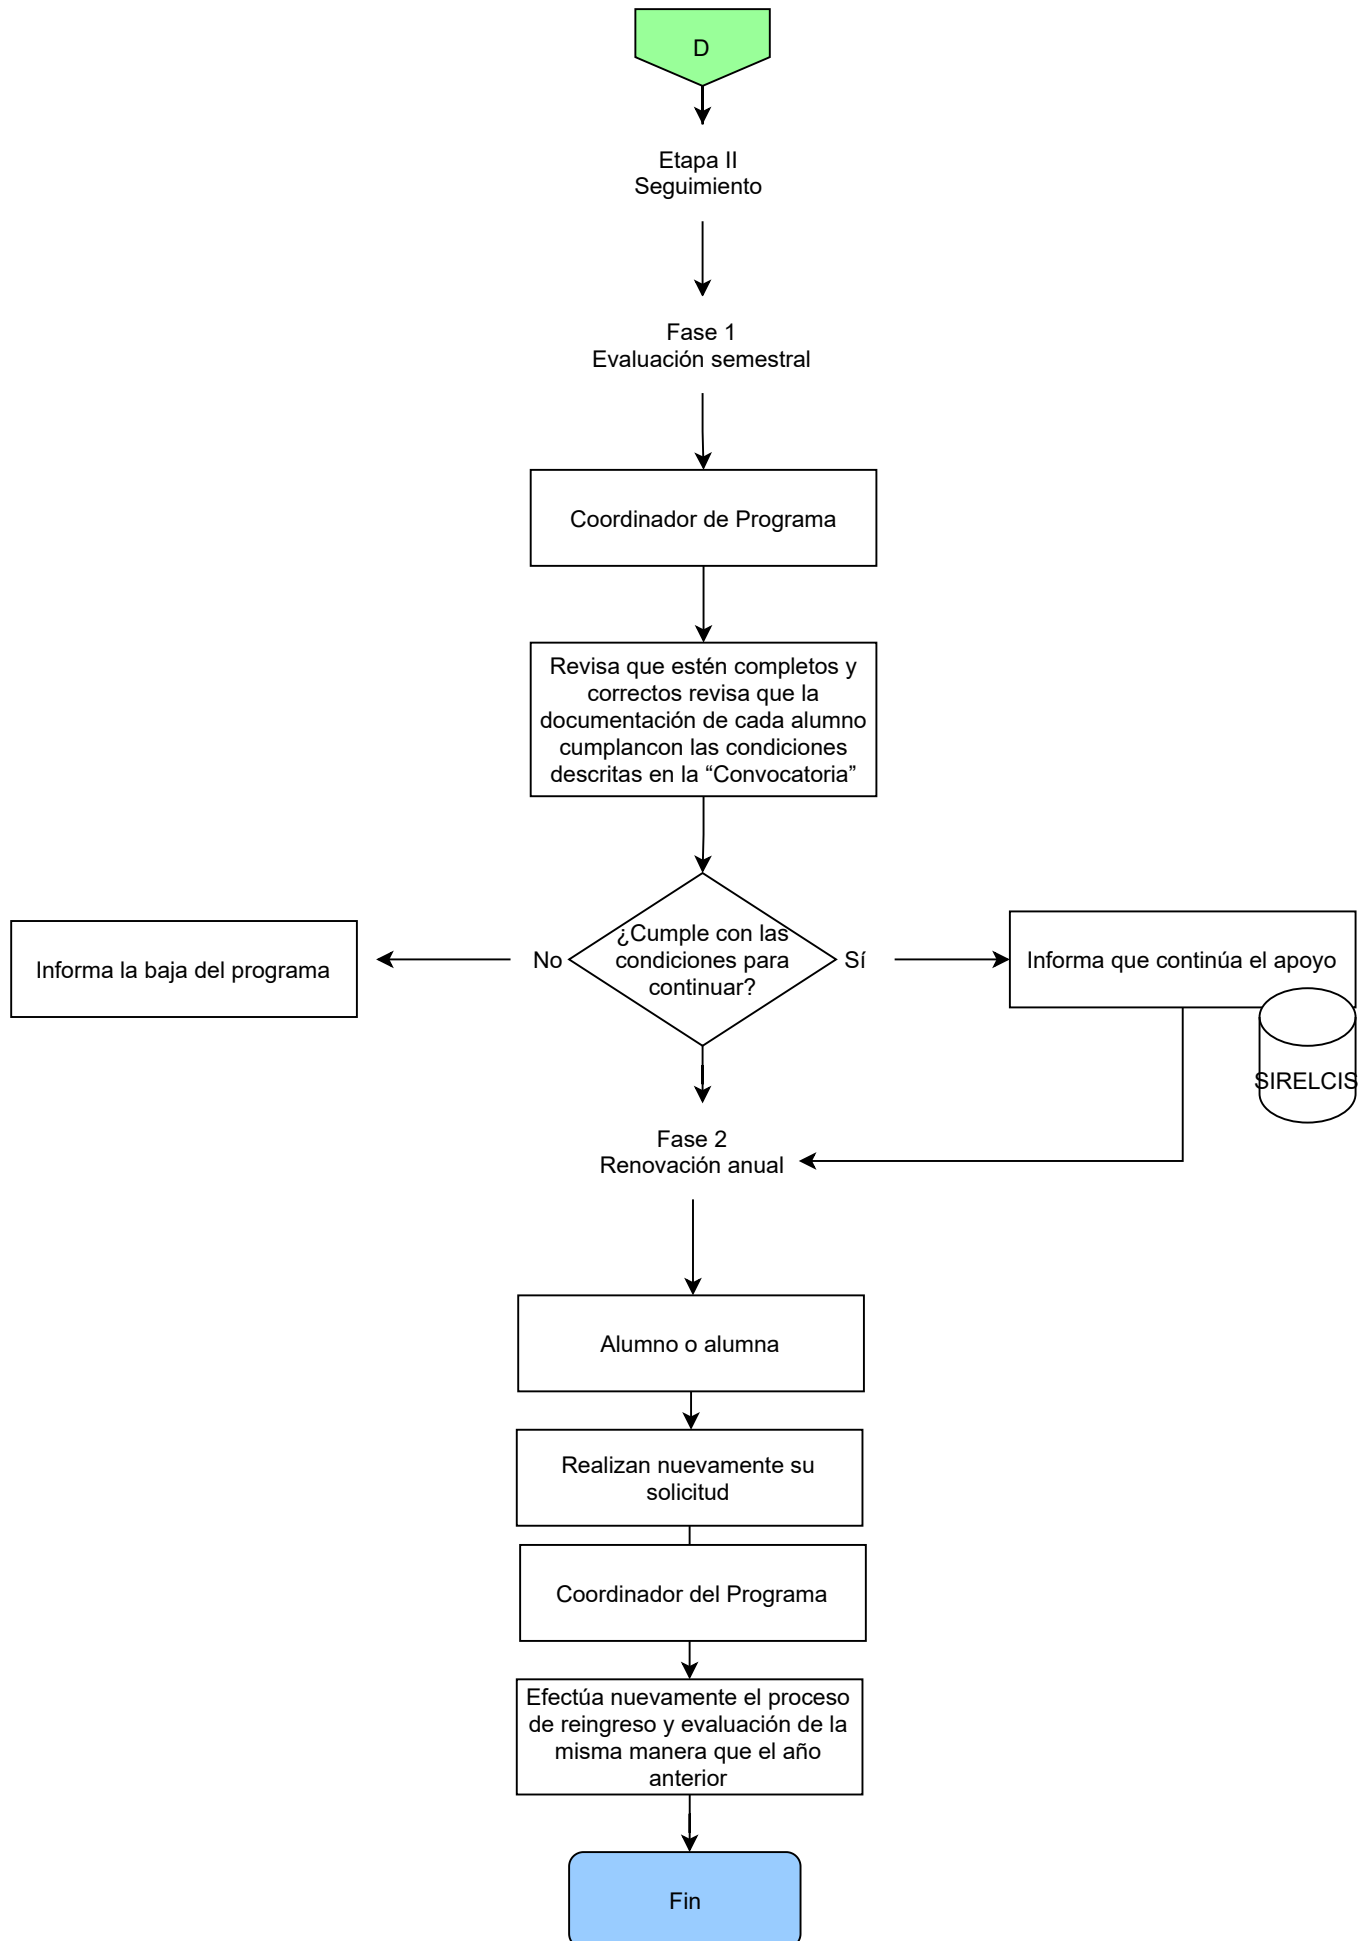 D
Etapa II
Seguimiento
Fase 1
Evaluación semestral
Coordinador de Programa
Revisa que estén completos y
correctos revisa que la
documentación de cada alumno
cumplancon las condiciones
descritas en la “Convocatoria”
¿Cumple con las
condiciones para
continuar?
No
Sí
Informa la baja del programa
Informa que continúa el apoyo
SIRELCIS
Fase 2
Renovación anual
Alumno o alumna
Realizan nuevamente su
solicitud
Coordinador del Programa
Efectúa nuevamente el proceso
de reingreso y evaluación de la
misma manera que el año
anterior
Fin